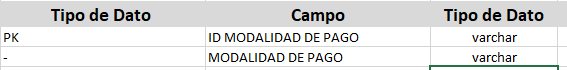 Tipo de Dato Campo Tipo de Dato
PK ID MODALIDAD DE PAGO varchar
- MODALIDAD DE PAGO varchar